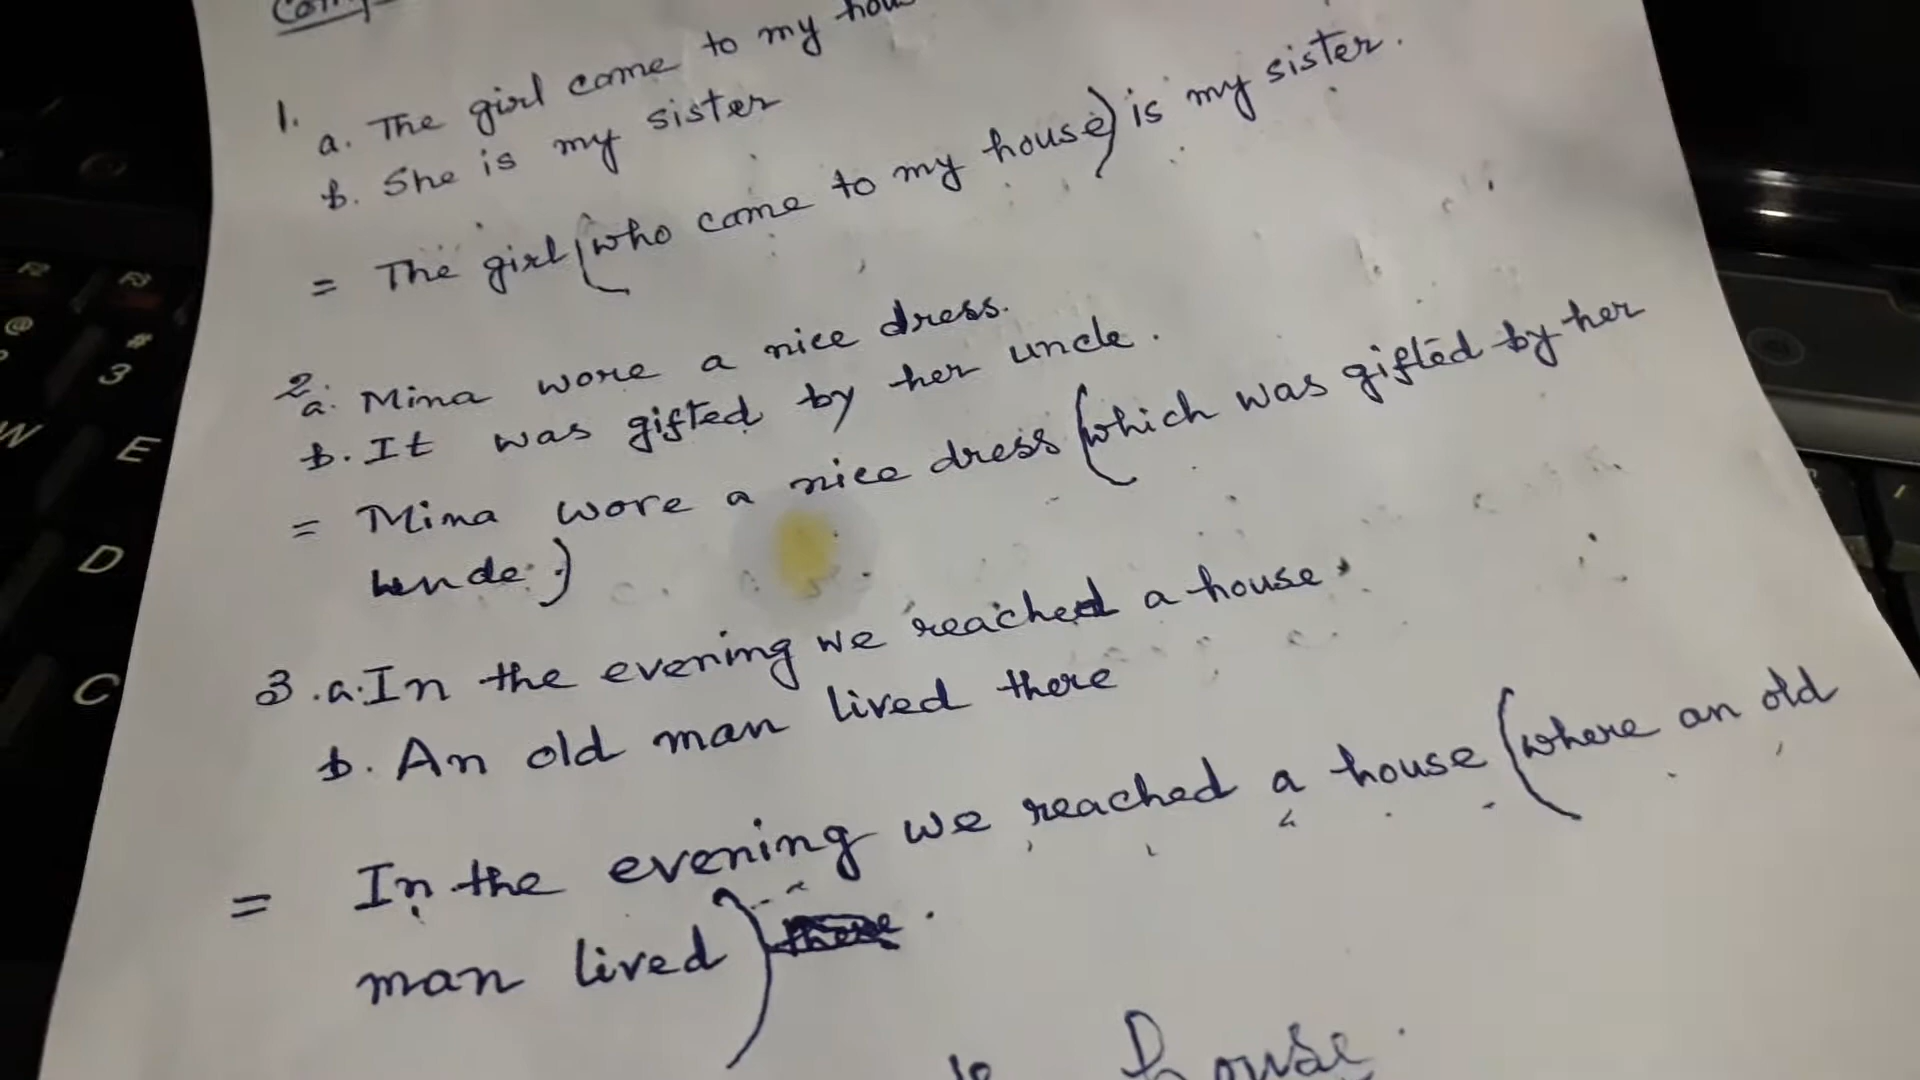 1.
a. The girl came to my
b. She is my sister
= The girl (who came to my house) is my sister.
2.
a. Mina wore a nice dress.
b. It was gifted by her uncle.
= Mina wore a nice dress (which was gifted by her
3. a. In the evening we reached a house.
b. An old man lived there
= In the evening we reached a house (where an old
man lived) .
house.
@
2
#
3
W
E
D
C